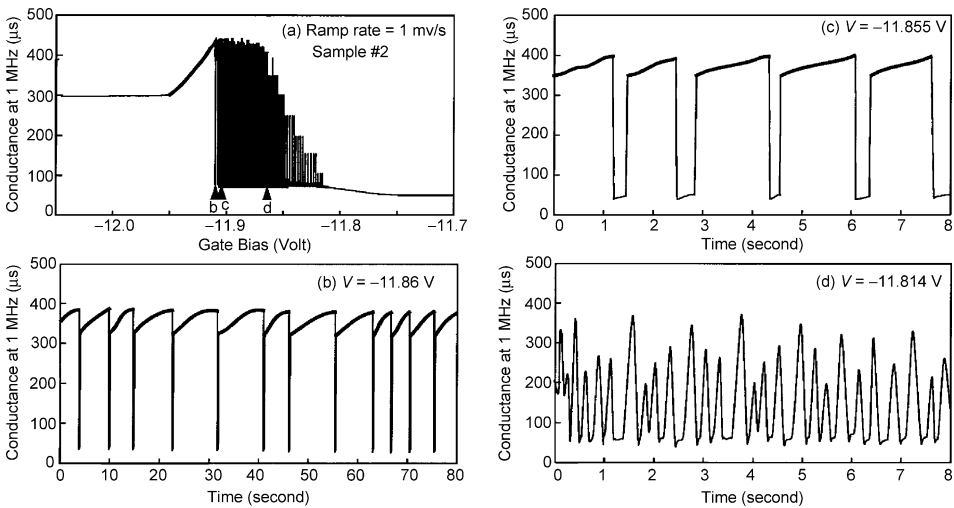 (a) Ramp rate = 1 mv/s
Sample #2
Conductance at 1 MHz (μs)
500
400
300
200
100
0
b c d
−12.0 −11.9 −11.8 −11.7
Gate Bias (Volt)
(c) V = −11.855 V
Conductance at 1 MHz (μs)
500
400
300
200
100
0
0 1 2 3 4 5 6 7 8
Time (second)
(b) V = −11.86 V
Conductance at 1 MHz (μs)
500
400
300
200
100
0
0 10 20 30 40 50 60 70 80
Time (second)
(d) V = −11.814 V
Conductance at 1 MHz (μs)
500
400
300
200
100
0
0 1 2 3 4 5 6 7 8
Time (second)